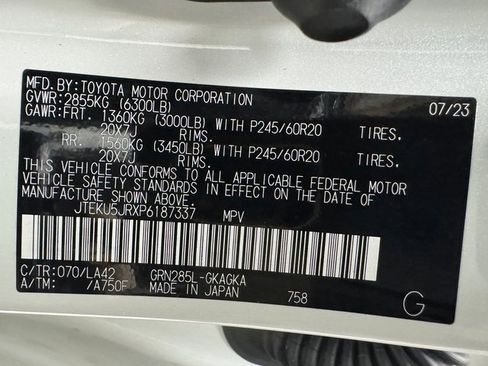 MFD.BY:TOYOTA MOTOR CORPORATION 07/23
GVWR:2855KG (6300LB)
GAWR:FRT. 1360KG (3000LB) WITH P245/60R20 TIRES.
20X7J RIMS.
RR. 1560KG (3450LB) WITH P245/60R20 TIRES.
20X7J RIMS.
THIS VEHICLE CONFORMS TO ALL APPLICABLE FEDERAL MOTOR
VEHICLE SAFETY STANDARDS IN EFFECT ON THE DATE OF
MANUFACTURE SHOWN ABOVE.
JTEKU5JRXP6187337 MPV
C/TR:070/LA42 GRN285L-GKAGKA
A/TM: /A750F MADE IN JAPAN 758 G